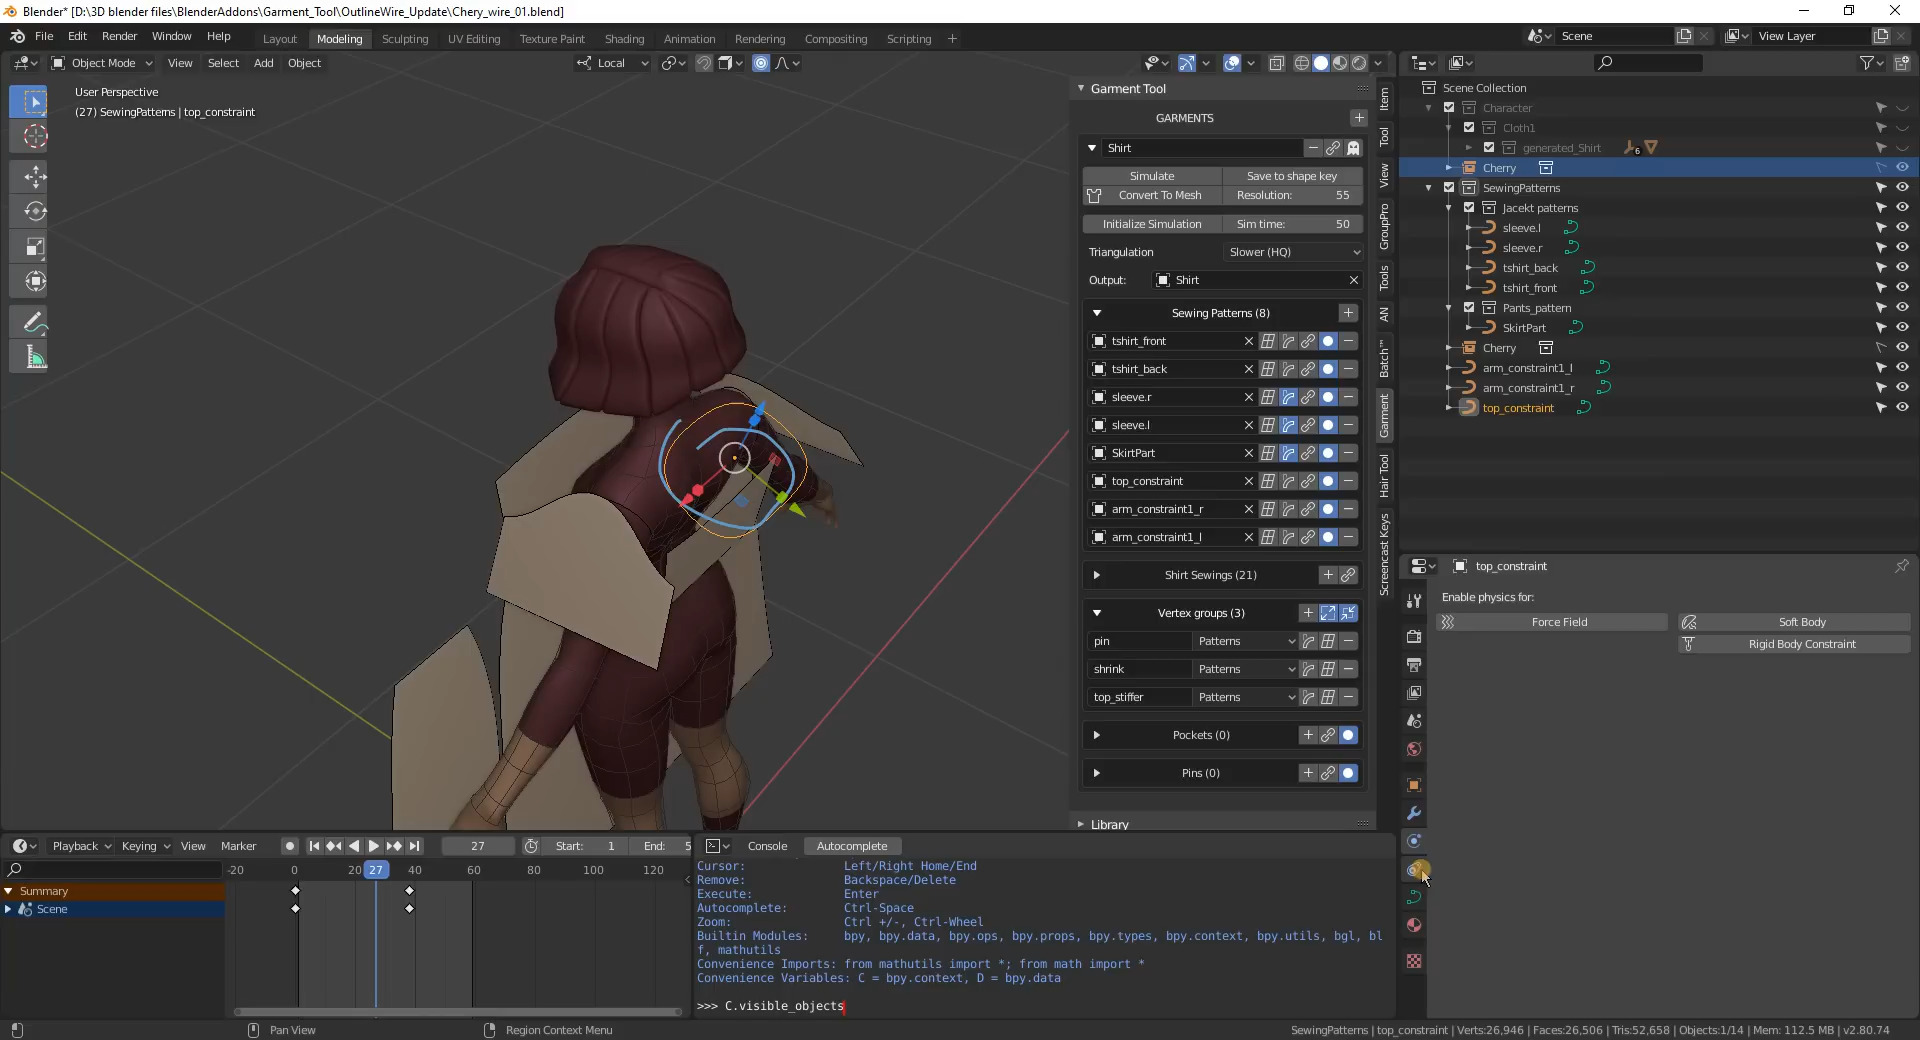 Blender* [D:\3D blender files\BlenderAddons\Garment_Tool\OutlineWire_Update\Chery_wire_01.blend]
File Edit Render Window Help
Layout Modeling Sculpting UV Editing Texture Paint Shading Animation Rendering Compositing Scripting +
Scene
View Layer
Object Mode View Select Add Object
Local
User Perspective
(27) SewingPatterns | top_constraint
Garment Tool
GARMENTS
Shirt
Simulate Save to shape key
Convert To Mesh Resolution: 55
Initialize Simulation Sim time: 50
Triangulation Slower (HQ)
Output: Shirt
Sewing Patterns (8)
tshirt_front
tshirt_back
sleeve.r
sleeve.l
SkirtPart
top_constraint
arm_constraint1_r
arm_constraint1_l
Shirt Sewings (21)
Vertex groups (3)
pin Patterns
shrink Patterns
top_stiffer Patterns
Pockets (0)
Pins (0)
Library
Item
Tool
View
GroupPro
Tools
AN
Batch™
Garment
Hair Tool
Screencast Keys
Scene Collection
Character
Cloth1
generated_Shirt 6
Cherry
SewingPatterns
Jacekt patterns
sleeve.l
sleeve.r
tshirt_back
tshirt_front
Pants_pattern
SkirtPart
Cherry
arm_constraint1_l
arm_constraint1_r
top_constraint
top_constraint
Enable physics for:
Force Field Soft Body
Rigid Body Constraint
Playback Keying View Marker 27 Start: 1 End: 5
-20 0 20 27 40 60 80 100 120
Summary
Scene
Console Autocomplete
Cursor: Left/Right Home/End
Remove: Backspace/Delete
Execute: Enter
Autocomplete: Ctrl-Space
Zoom: Ctrl +/-, Ctrl-Wheel
Builtin Modules: bpy, bpy.data, bpy.ops, bpy.props, bpy.types, bpy.context, bpy.utils, bgl, bl
f, mathutils
Convenience Imports: from mathutils import *; from math import *
Convenience Variables: C = bpy.context, D = bpy.data
>>> C.visible_objects
Pan View
Region Context Menu
SewingPatterns | top_constraint | Verts:26,946 | Faces:26,506 | Tris:52,658 | Objects:1/14 | Mem: 112.5 MB | v2.80.74